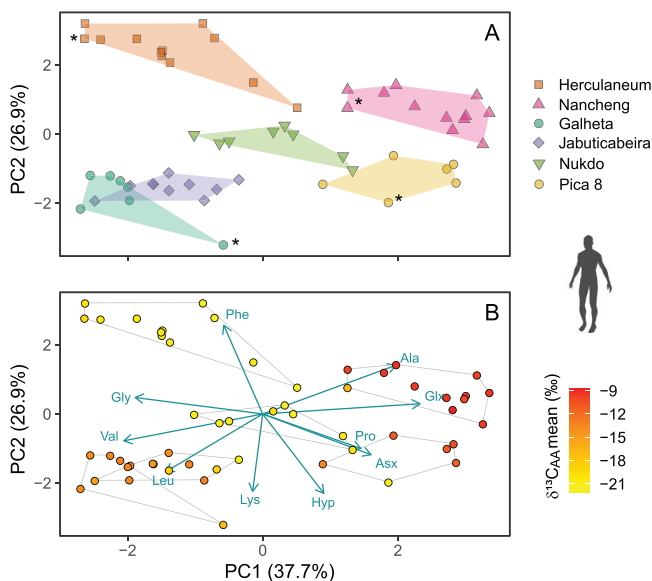 A
PC2 (26.9%)
2
0
−2
*
*
*
*
Herculaneum
Nancheng
Galheta
Jabuticabeira
Nukdo
Pica 8
B
PC2 (26.9%)
2
0
−2
Phe
Ala
Gly
Glx
Val
Pro
Asx
Leu
Lys
Hyp
−2
0
2
PC1 (37.7%)
δ¹³CAA mean (‰)
−9
−12
−15
−18
−21